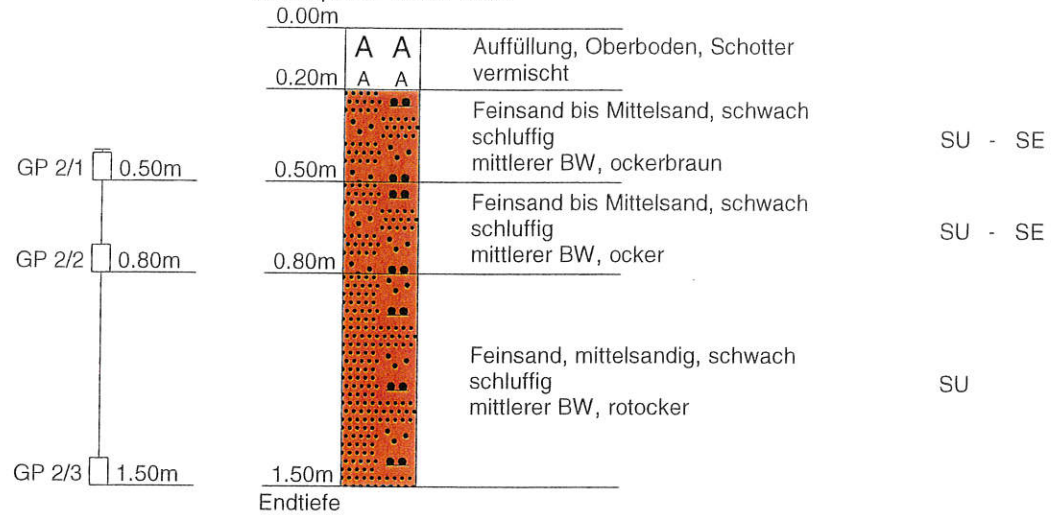 0.00m
A A
A A
Auffüllung, Oberboden, Schotter
vermischt
0.20m
Feinsand bis Mittelsand, schwach
schluffig
mittlerer BW, ockerbraun
SU - SE
GP 2/1 0.50m
0.50m
Feinsand bis Mittelsand, schwach
schluffig
mittlerer BW, ocker
SU - SE
GP 2/2 0.80m
0.80m
Feinsand, mittelsandig, schwach
schluffig
mittlerer BW, rotocker
SU
GP 2/3 1.50m
1.50m
Endtiefe